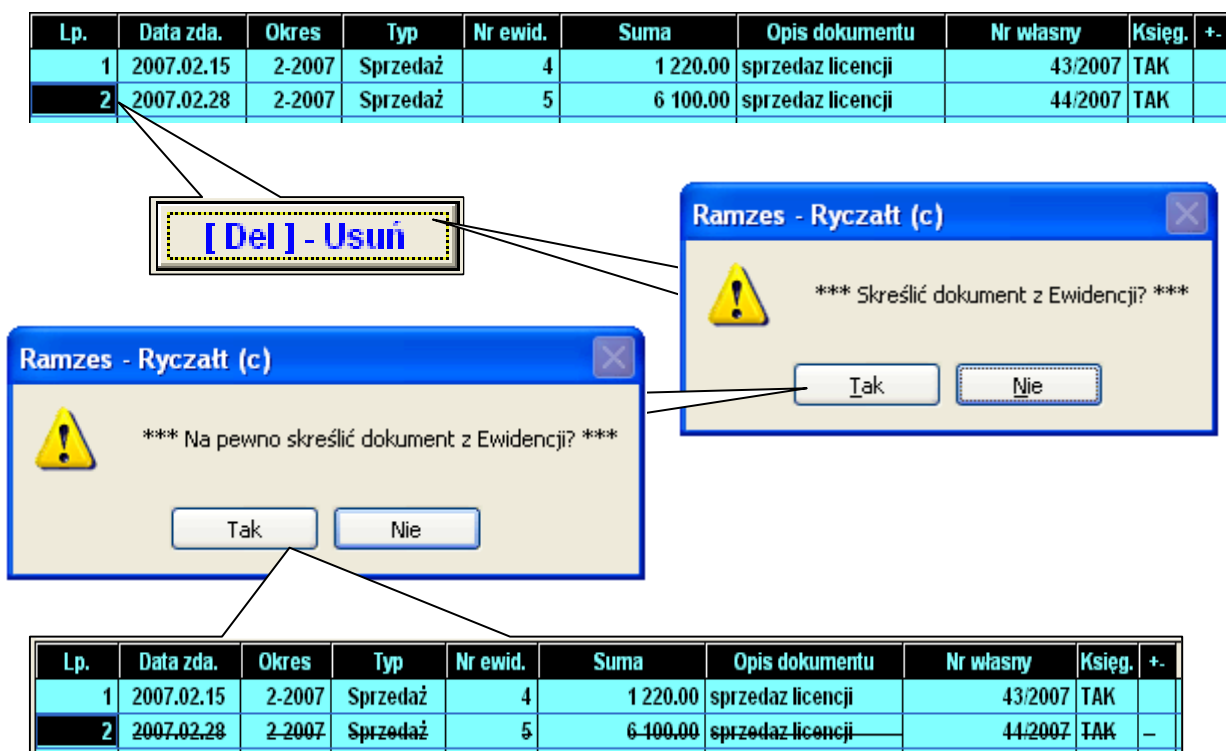 Lp. Data zda. Okres Typ Nr ewid. Suma Opis dokumentu Nr własny Księg. +-
1 2007.02.15 2-2007 Sprzedaż 4 1 220.00 sprzedaz licencji 43/2007 TAK
2 2007.02.28 2-2007 Sprzedaż 5 6 100.00 sprzedaz licencji 44/2007 TAK
[ Del ] - Usuń
Ramzes - Ryczałt (c)
*** Skreślić dokument z Ewidencji? ***
Tak Nie
Ramzes - Ryczałt (c)
*** Na pewno skreślić dokument z Ewidencji? ***
Tak Nie
Lp. Data zda. Okres Typ Nr ewid. Suma Opis dokumentu Nr własny Księg. +-
1 2007.02.15 2-2007 Sprzedaż 4 1 220.00 sprzedaz licencji 43/2007 TAK
2 2007.02.28 2-2007 Sprzedaż 5 6 100.00 sprzedaz licencji 44/2007 TAK –